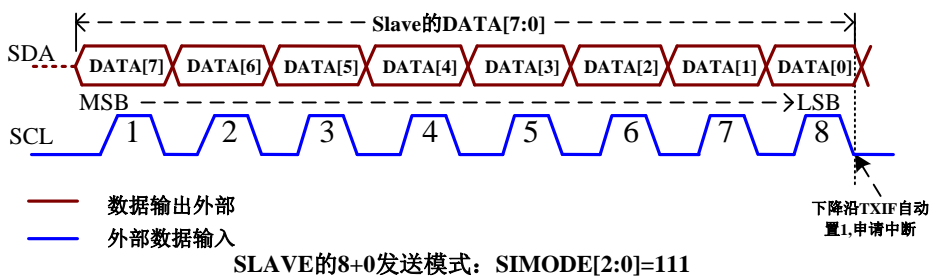 Slave的DATA[7:0]
SDA
DATA[7] DATA[6] DATA[5] DATA[4] DATA[3] DATA[2] DATA[1] DATA[0]
MSB LSB
SCL
1 2 3 4 5 6 7 8
数据输出外部
外部数据输入
下降沿TXIF自动
置1,申请中断
SLAVE的8+0发送模式：SIMODE[2:0]=111